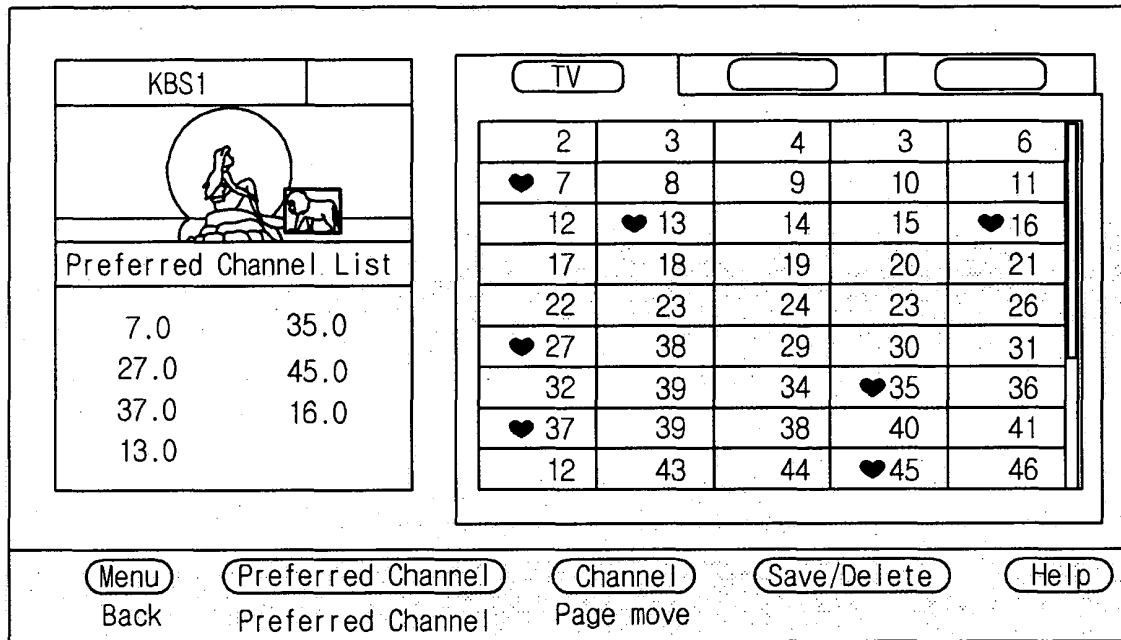 KBS1
Preferred Channel List
7.0 35.0
27.0 45.0
37.0 16.0
13.0
TV
2 3 4 3 6
♥ 7 8 9 10 11
12 ♥ 13 14 15 ♥ 16
17 18 19 20 21
22 23 24 23 26
♥ 27 38 29 30 31
32 39 34 ♥ 35 36
♥ 37 39 38 40 41
12 43 44 ♥ 45 46
Menu Preferred Channel Channel Save/Delete Help
Back Preferred Channel Page move